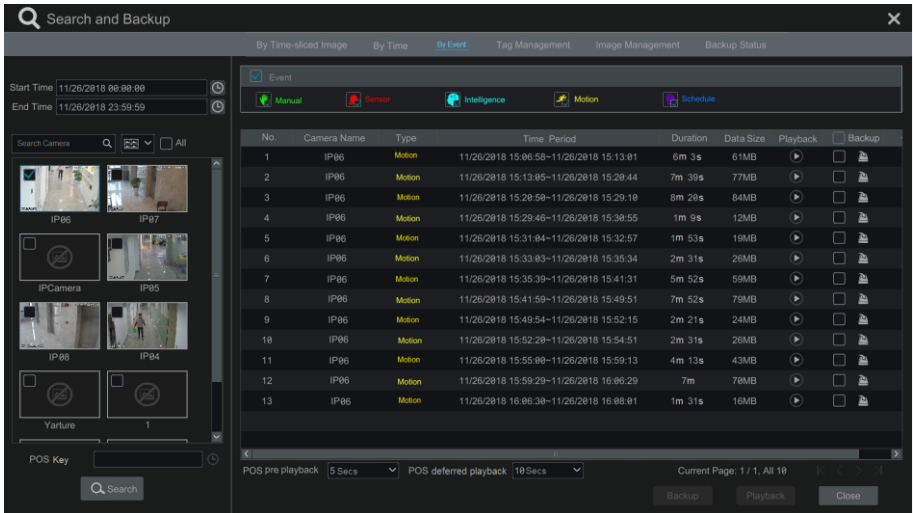 Search and Backup
By Time-sliced Image By Time By Event Tag Management Image Management Backup Status
Start Time 11/26/2018 00:00:00
End Time 11/26/2018 23:59:59
Search Camera All
IP06 IP07
IPCamera IP05
IP08 IP04
Yarture 1
POS Key
Search
Event
Manual Sensor Intelligence Motion Schedule
No. Camera Name Type Time Period Duration Data Size Playback Backup
1 IP06 Motion 11/26/2018 15:06:58~11/26/2018 15:13:01 6m 3s 61MB
2 IP06 Motion 11/26/2018 15:13:05~11/26/2018 15:20:44 7m 39s 77MB
3 IP06 Motion 11/26/2018 15:20:50~11/26/2018 15:29:10 8m 20s 84MB
4 IP06 Motion 11/26/2018 15:29:46~11/26/2018 15:30:55 1m 9s 12MB
5 IP06 Motion 11/26/2018 15:31:04~11/26/2018 15:32:57 1m 53s 19MB
6 IP06 Motion 11/26/2018 15:33:03~11/26/2018 15:35:34 2m 31s 26MB
7 IP06 Motion 11/26/2018 15:35:39~11/26/2018 15:41:31 5m 52s 59MB
8 IP06 Motion 11/26/2018 15:41:59~11/26/2018 15:49:51 7m 52s 79MB
9 IP06 Motion 11/26/2018 15:49:54~11/26/2018 15:52:15 2m 21s 24MB
10 IP06 Motion 11/26/2018 15:52:20~11/26/2018 15:54:51 2m 31s 26MB
11 IP06 Motion 11/26/2018 15:55:00~11/26/2018 15:59:13 4m 13s 43MB
12 IP06 Motion 11/26/2018 15:59:29~11/26/2018 16:06:29 7m 70MB
13 IP06 Motion 11/26/2018 16:06:30~11/26/2018 16:08:01 1m 31s 16MB
POS pre playback 5 Secs POS deferred playback 10 Secs Current Page: 1 / 1, All 10
Backup Playback Close